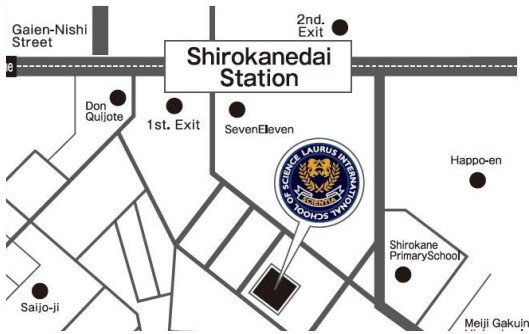 Gaien-Nishi
Street
2nd.
Exit
Shirokanedai
Station
e
Don
Quijote
1st. Exit
SevenEleven
LAURUS INTERNATIONAL SCHOOL OF SCIENCE
SCIENTIA
Happo-en
Shirokane
PrimarySchool
Saijo-ji
Meiji Gakuin